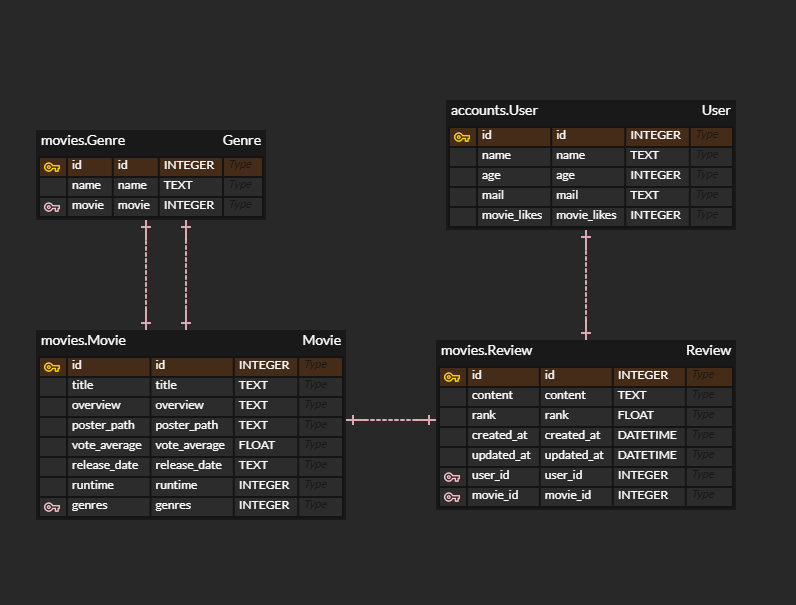 movies.Genre Genre
id id INTEGER Type
name name TEXT Type
movie movie INTEGER Type
accounts.User User
id id INTEGER Type
name name TEXT Type
age age INTEGER Type
mail mail TEXT Type
movie_likes movie_likes INTEGER Type
movies.Movie Movie
id id INTEGER Type
title title TEXT Type
overview overview TEXT Type
poster_path poster_path TEXT Type
vote_average vote_average FLOAT Type
release_date release_date TEXT Type
runtime runtime INTEGER Type
genres genres INTEGER Type
movies.Review Review
id id INTEGER Type
content content TEXT Type
rank rank FLOAT Type
created_at created_at DATETIME Type
updated_at updated_at DATETIME Type
user_id user_id INTEGER Type
movie_id movie_id INTEGER Type